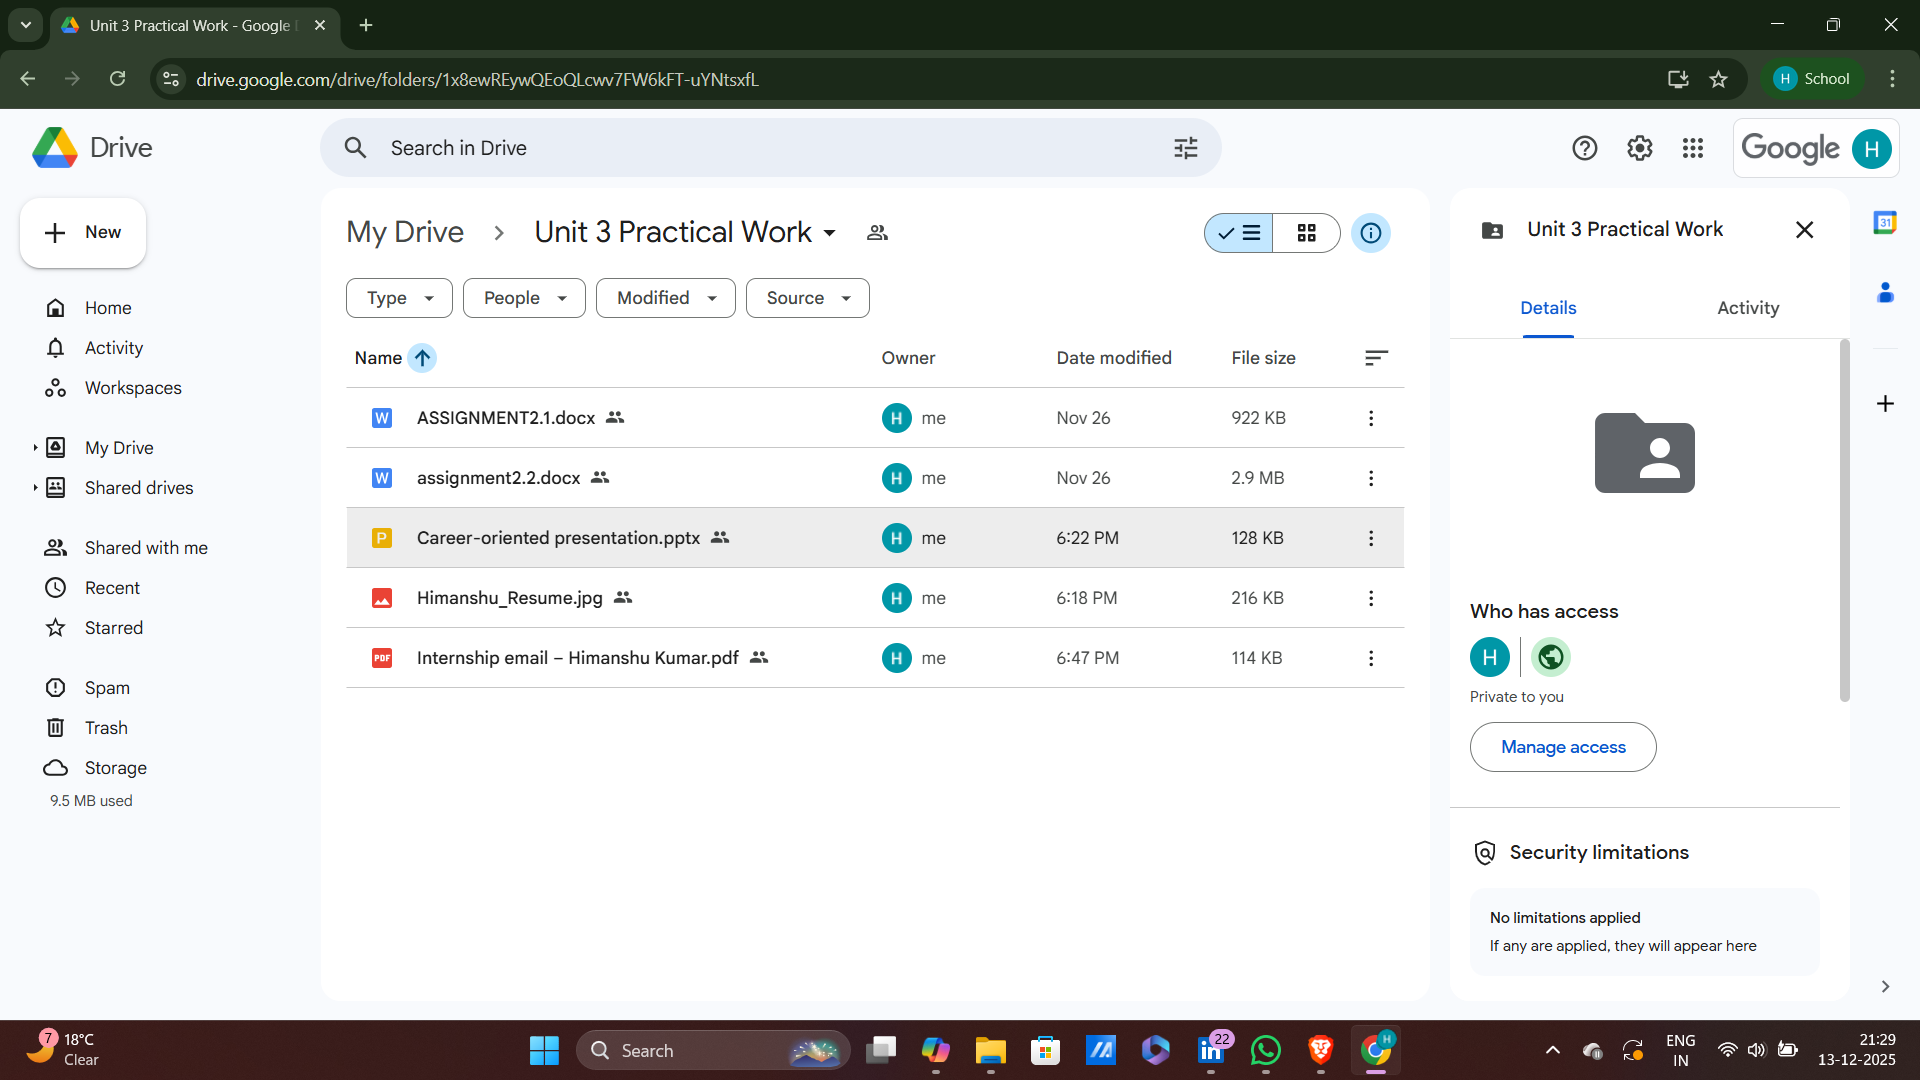 Unit 3 Practical Work - Google
drive.google.com/drive/folders/1x8ewREywQEoQLcwv7FW6kFT-uYNtsxfL
H School
Drive
Search in Drive
Google H
New
Home
Activity
Workspaces
My Drive
Shared drives
Shared with me
Recent
Starred
Spam
Trash
Storage
9.5 MB used
My Drive > Unit 3 Practical Work
Type People Modified Source
Name Owner Date modified File size
W ASSIGNMENT2.1.docx H me Nov 26 922 KB
W assignment2.2.docx H me Nov 26 2.9 MB
P Career-oriented presentation.pptx H me 6:22 PM 128 KB
Himanshu_Resume.jpg H me 6:18 PM 216 KB
PDF Internship email – Himanshu Kumar.pdf H me 6:47 PM 114 KB
Unit 3 Practical Work
Details Activity
Who has access
H
Private to you
Manage access
Security limitations
No limitations applied
If any are applied, they will appear here
31
7 18°C
Clear
Search
in 22
H
ENG
IN
21:29
13-12-2025